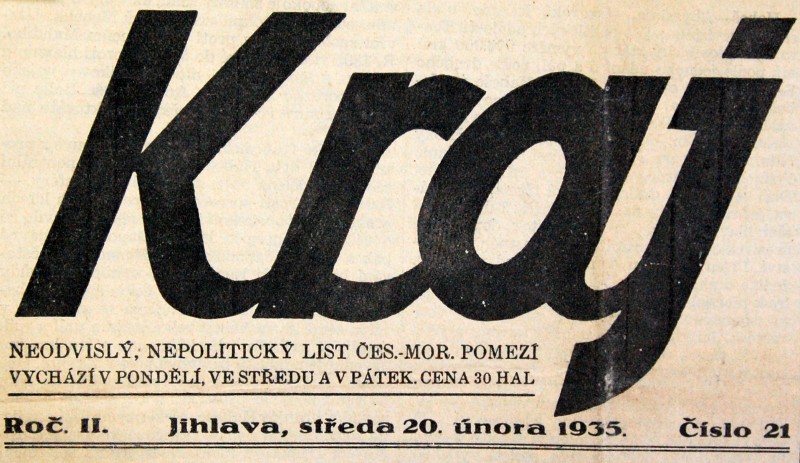 Kraj
NEODVISLÝ, NEPOLITICKÝ LIST ČES.-MOR. POMEZÍ
VYCHÁZÍ V PONDĚLÍ, VE STŘEDU A V PÁTEK. CENA 30 HAL
Roč. II. Jihlava, středa 20. února 1935. Číslo 21